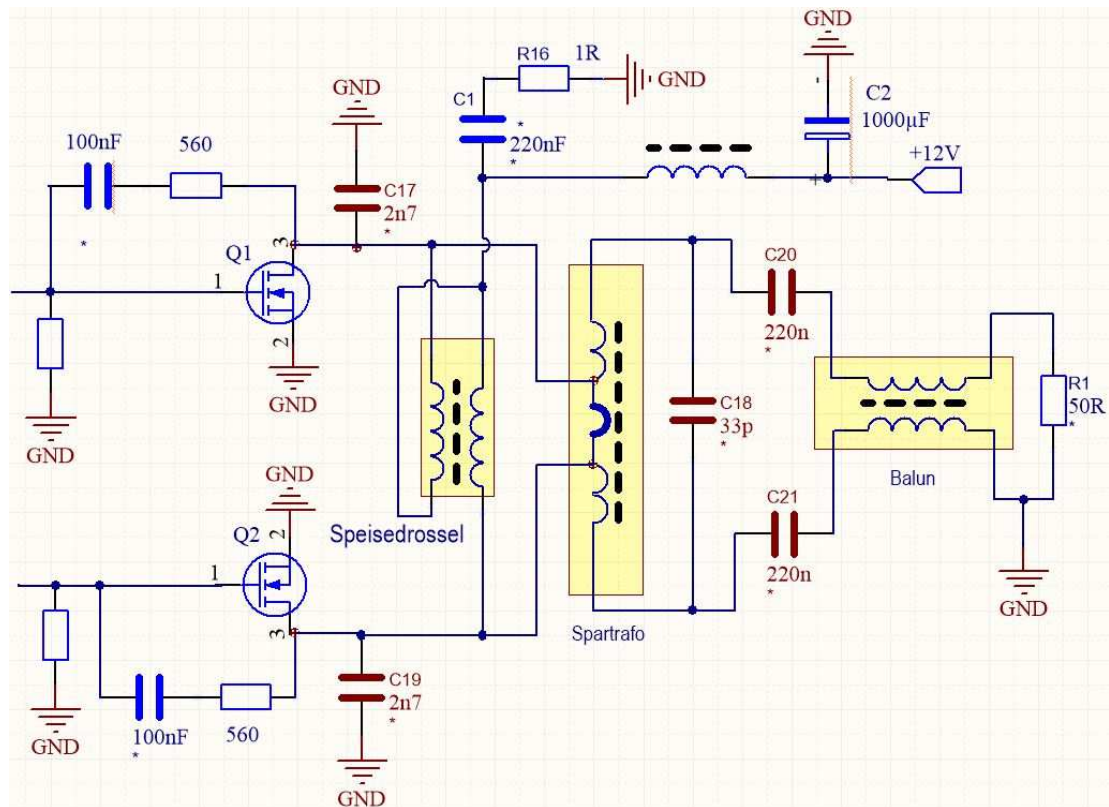 GND
R16
1R
GND
C1
*
220nF
*
C2
1000µF
-
+
+12V
GND
100nF
560
*
C17
2n7
*
3
Q1
1
2
GND
GND
C20
220n
*
C18
33p
*
R1
50R
*
Balun
GND
Speisedrossel
C21
220n
*
Spartrafo
GND
Q2
2
1
3
C19
2n7
*
GND
100nF
*
560
GND